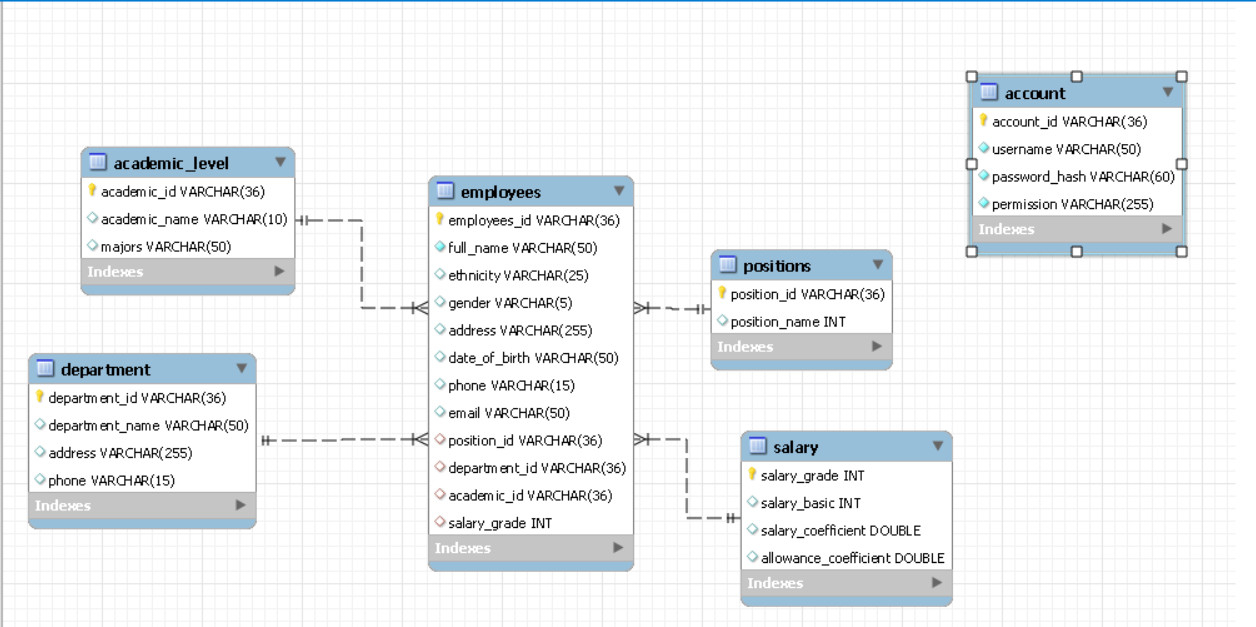 academic_level
academic_id VARCHAR(36)
academic_name VARCHAR(10)
majors VARCHAR(50)
Indexes
department
department_id VARCHAR(36)
department_name VARCHAR(50)
address VARCHAR(255)
phone VARCHAR(15)
Indexes
employees
employees_id VARCHAR(36)
full_name VARCHAR(50)
ethnicity VARCHAR(25)
gender VARCHAR(5)
address VARCHAR(255)
date_of_birth VARCHAR(50)
phone VARCHAR(15)
email VARCHAR(50)
position_id VARCHAR(36)
department_id VARCHAR(36)
academic_id VARCHAR(36)
salary_grade INT
Indexes
positions
position_id VARCHAR(36)
position_name INT
Indexes
salary
salary_grade INT
salary_basic INT
salary_coefficient DOUBLE
allowance_coefficient DOUBLE
Indexes
account
account_id VARCHAR(36)
username VARCHAR(50)
password_hash VARCHAR(60)
permission VARCHAR(255)
Indexes